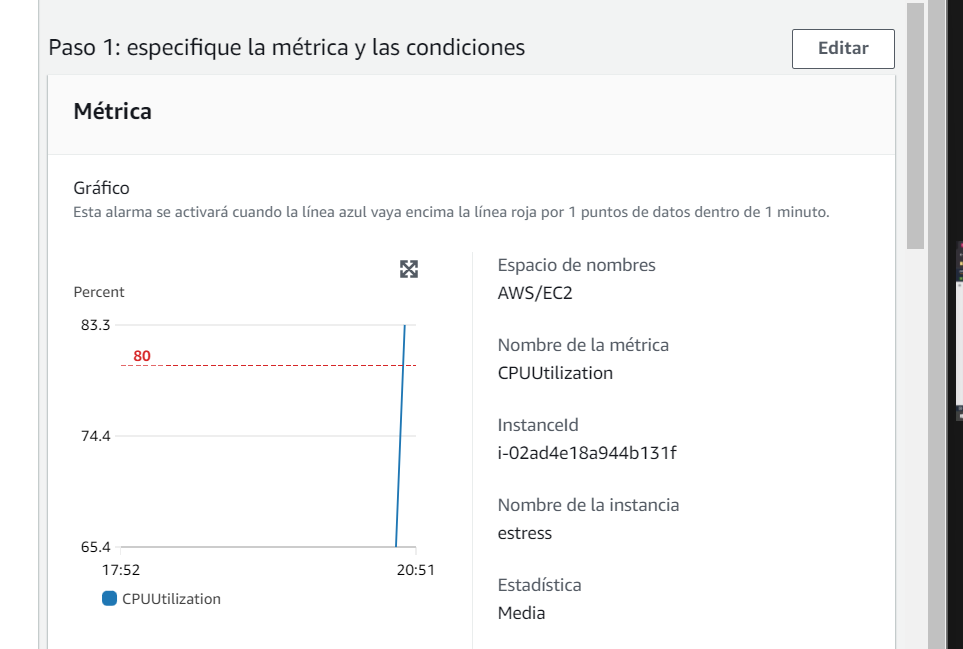 Paso 1: especifique la métrica y las condiciones
Editar
Métrica
Gráfico
Esta alarma se activará cuando la línea azul vaya encima la línea roja por 1 puntos de datos dentro de 1 minuto.
Percent
83.3
80
74.4
65.4
17:52
20:51
CPUUtilization
Espacio de nombres
AWS/EC2
Nombre de la métrica
CPUUtilization
InstanceId
i-02ad4e18a944b131f
Nombre de la instancia
estress
Estadística
Media